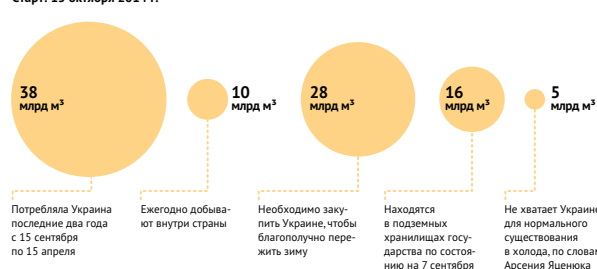 38
млрд м³
10
млрд м³
28
млрд м³
16
млрд м³
5
млрд м³
Потребляла Украина
последние два года
с 15 сентября
по 15 апреля
Ежегодно добыва-
ют внутри страны
Необходимо заку-
пить Украине, чтобы
благополучно пере-
жить зиму
Находятся
в подземных
хранилищах госу-
дарства по состоя-
нию на 7 сентября
Не хватает Украине
для нормального
существования
в холода, по словам
Арсения Яценюка